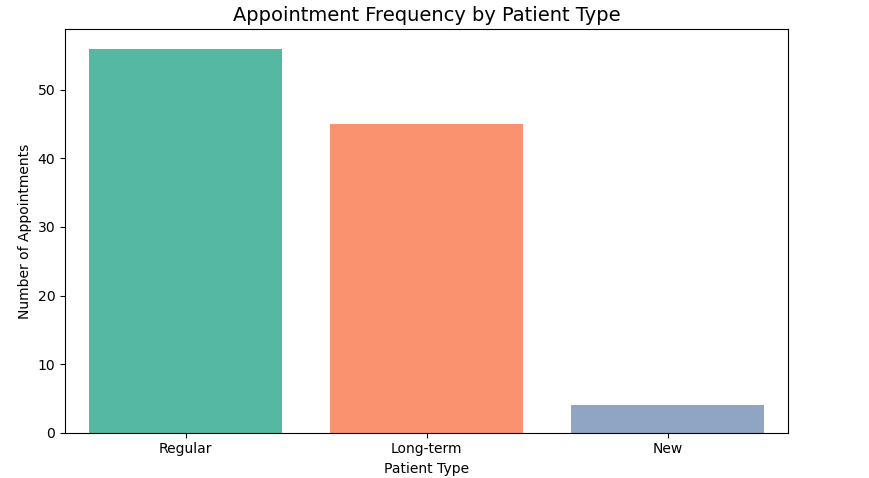 Appointment Frequency by Patient Type
Number of Appointments
50
40
30
20
10
0
Regular
Long-term
New
Patient Type